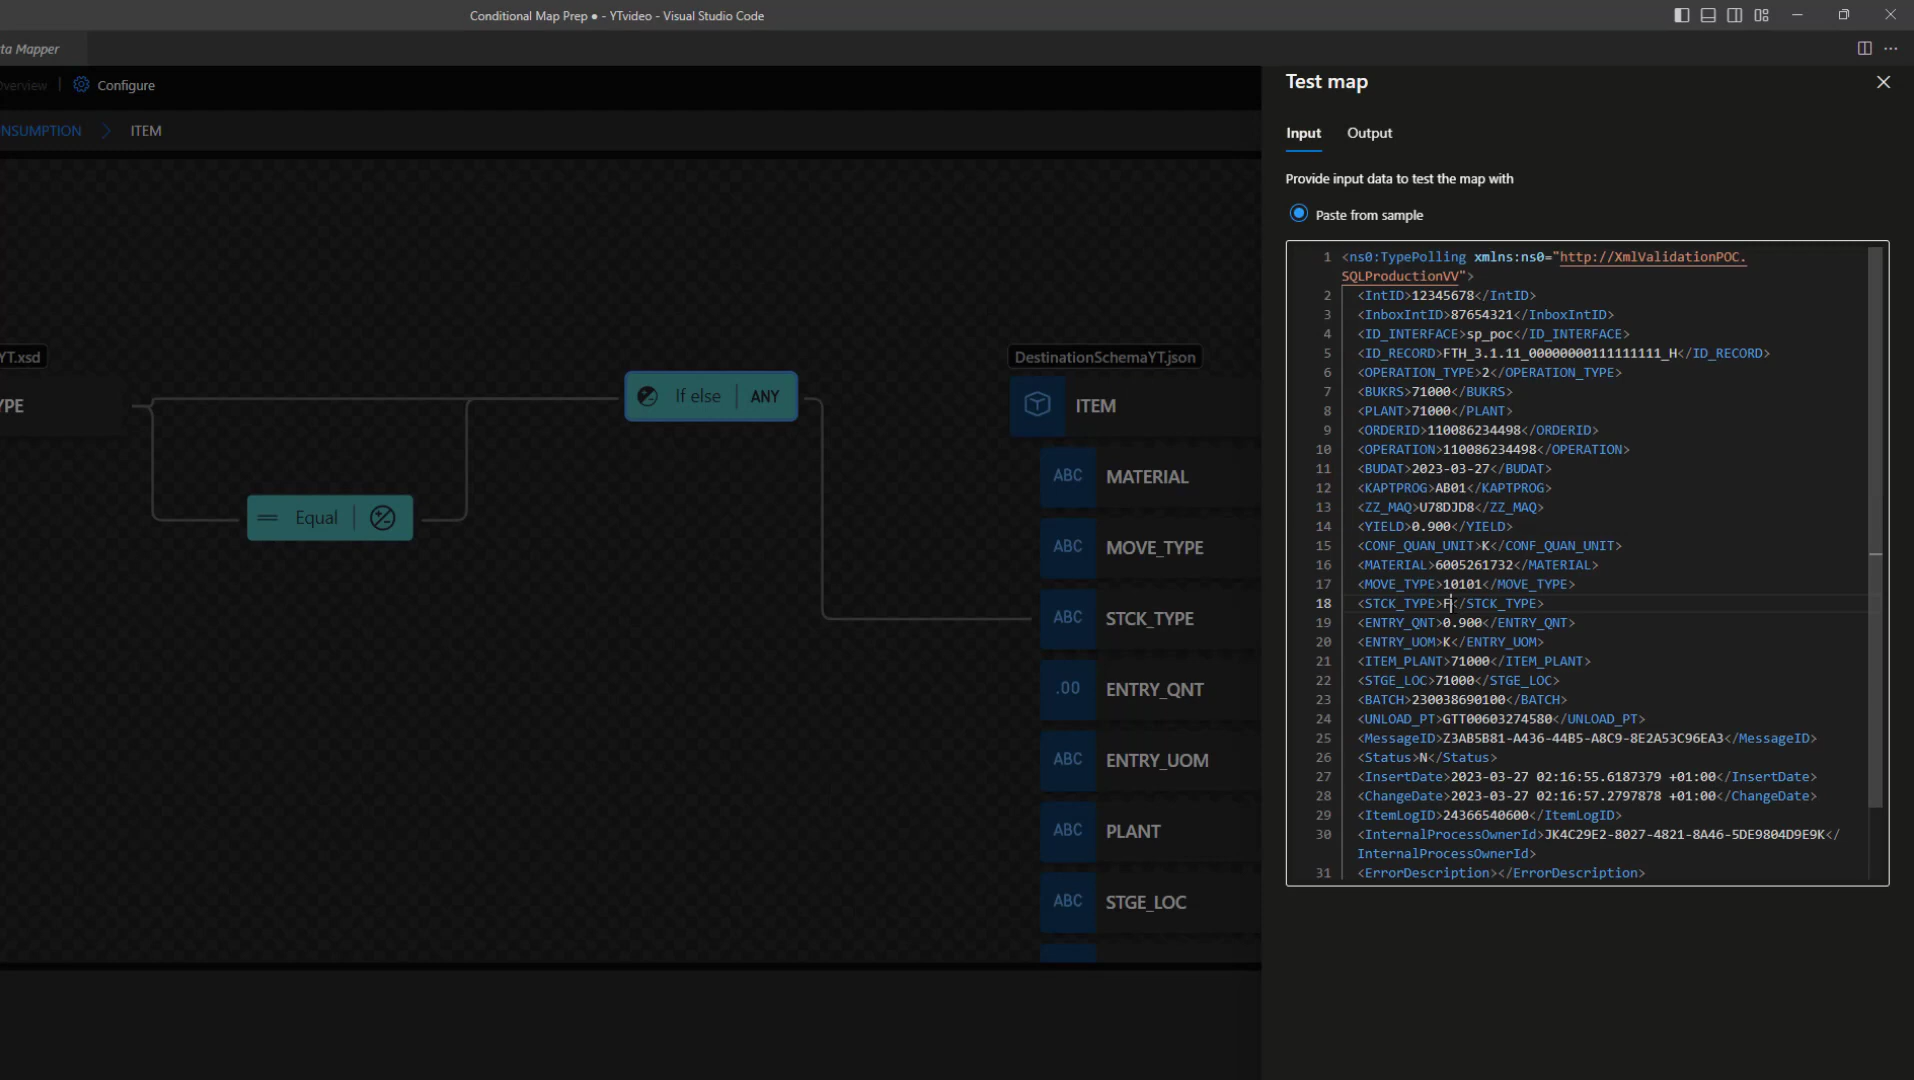 Conditional Map Prep ● - YTvideo - Visual Studio Code
ta Mapper
Overview
Configure
NSUMPTION
ITEM
YT.xsd
YPE
Equal
If else
ANY
DestinationSchemaYT.json
ITEM
ABC MATERIAL
ABC MOVE_TYPE
ABC STCK_TYPE
.00 ENTRY_QNT
ABC ENTRY_UOM
ABC PLANT
ABC STGE_LOC
Test map
Input Output
Provide input data to test the map with
Paste from sample
1 <ns0:TypePolling xmlns:ns0="http://XmlValidationPOC.
SQLProductionVV">
2 <IntID>12345678</IntID>
3 <InboxIntID>87654321</InboxIntID>
4 <ID_INTERFACE>sp_poc</ID_INTERFACE>
5 <ID_RECORD>FTH_3.1.11_00000000111111111_H</ID_RECORD>
6 <OPERATION_TYPE>2</OPERATION_TYPE>
7 <BUKRS>71000</BUKRS>
8 <PLANT>71000</PLANT>
9 <ORDERID>110086234498</ORDERID>
10 <OPERATION>110086234498</OPERATION>
11 <BUDAT>2023-03-27</BUDAT>
12 <KAPTPROG>AB01</KAPTPROG>
13 <ZZ_MAQ>U78DJD8</ZZ_MAQ>
14 <YIELD>0.900</YIELD>
15 <CONF_QUAN_UNIT>K</CONF_QUAN_UNIT>
16 <MATERIAL>6005261732</MATERIAL>
17 <MOVE_TYPE>10101</MOVE_TYPE>
18 <STCK_TYPE>F</STCK_TYPE>
19 <ENTRY_QNT>0.900</ENTRY_QNT>
20 <ENTRY_UOM>K</ENTRY_UOM>
21 <ITEM_PLANT>71000</ITEM_PLANT>
22 <STGE_LOC>71000</STGE_LOC>
23 <BATCH>230038690100</BATCH>
24 <UNLOAD_PT>GTT00603274580</UNLOAD_PT>
25 <MessageID>Z3AB5B81-A436-44B5-A8C9-8E2A53C96EA3</MessageID>
26 <Status>N</Status>
27 <InsertDate>2023-03-27 02:16:55.6187379 +01:00</InsertDate>
28 <ChangeDate>2023-03-27 02:16:57.2797878 +01:00</ChangeDate>
29 <ItemLogID>24366540600</ItemLogID>
30 <InternalProcessOwnerId>JK4C29E2-8027-4821-8A46-5DE9804D9E9K</
InternalProcessOwnerId>
31 <ErrorDescription></ErrorDescription>